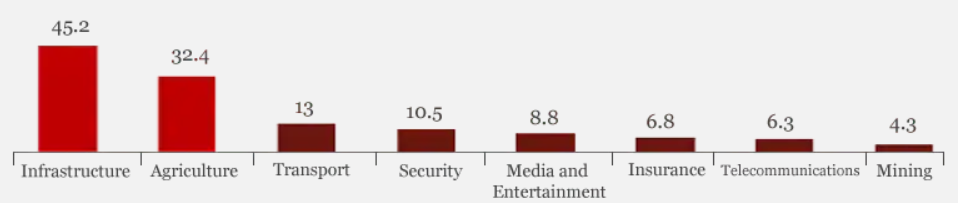 45.2
32.4
13
10.5
8.8
6.8
6.3
4.3
Infrastructure
Agriculture
Transport
Security
Media and
Entertainment
Insurance
Telecommunications
Mining